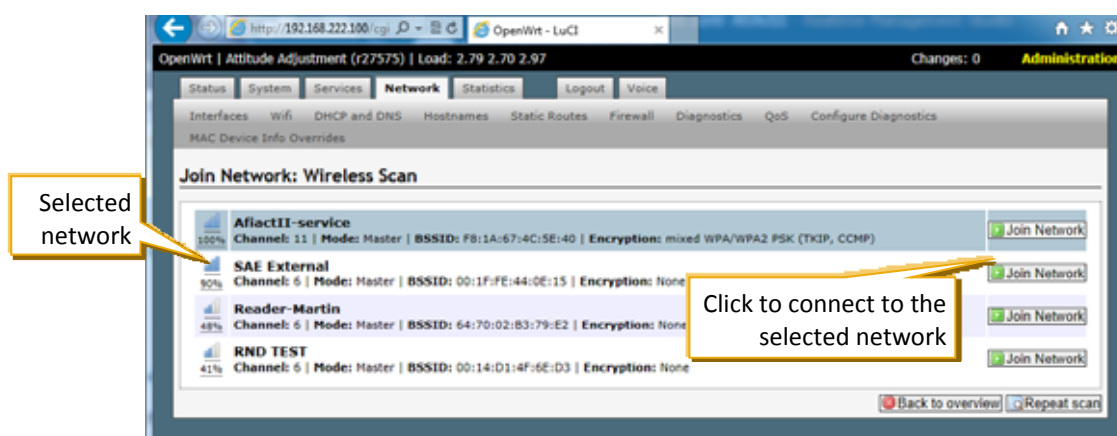 http://192.168.222.100/cgi
OpenWrt - LuCI
OpenWrt | Attitude Adjustment (r27575) | Load: 2.79 2.70 2.97 Changes: 0 Administration
Status System Services Network Statistics Logout Voice
Interfaces Wifi DHCP and DNS Hostnames Static Routes Firewall Diagnostics QoS Configure Diagnostics
MAC Device Info Overrides
Join Network: Wireless Scan
Selected
network
AfiactII-service
100% Channel: 11 | Mode: Master | BSSID: F8:1A:67:4C:5E:40 | Encryption: mixed WPA/WPA2 PSK (TKIP, CCMP) Join Network
SAE External
90% Channel: 6 | Mode: Master | BSSID: 00:1F:FE:44:0E:15 | Encryption: None Join Network
Click to connect to the
selected network
Reader-Martin
48% Channel: 6 | Mode: Master | BSSID: 64:70:02:B3:79:E2 | Encryption: None Join Network
RND TEST
41% Channel: 6 | Mode: Master | BSSID: 00:14:D1:4F:6E:D3 | Encryption: None Join Network
Back to overview Repeat scan